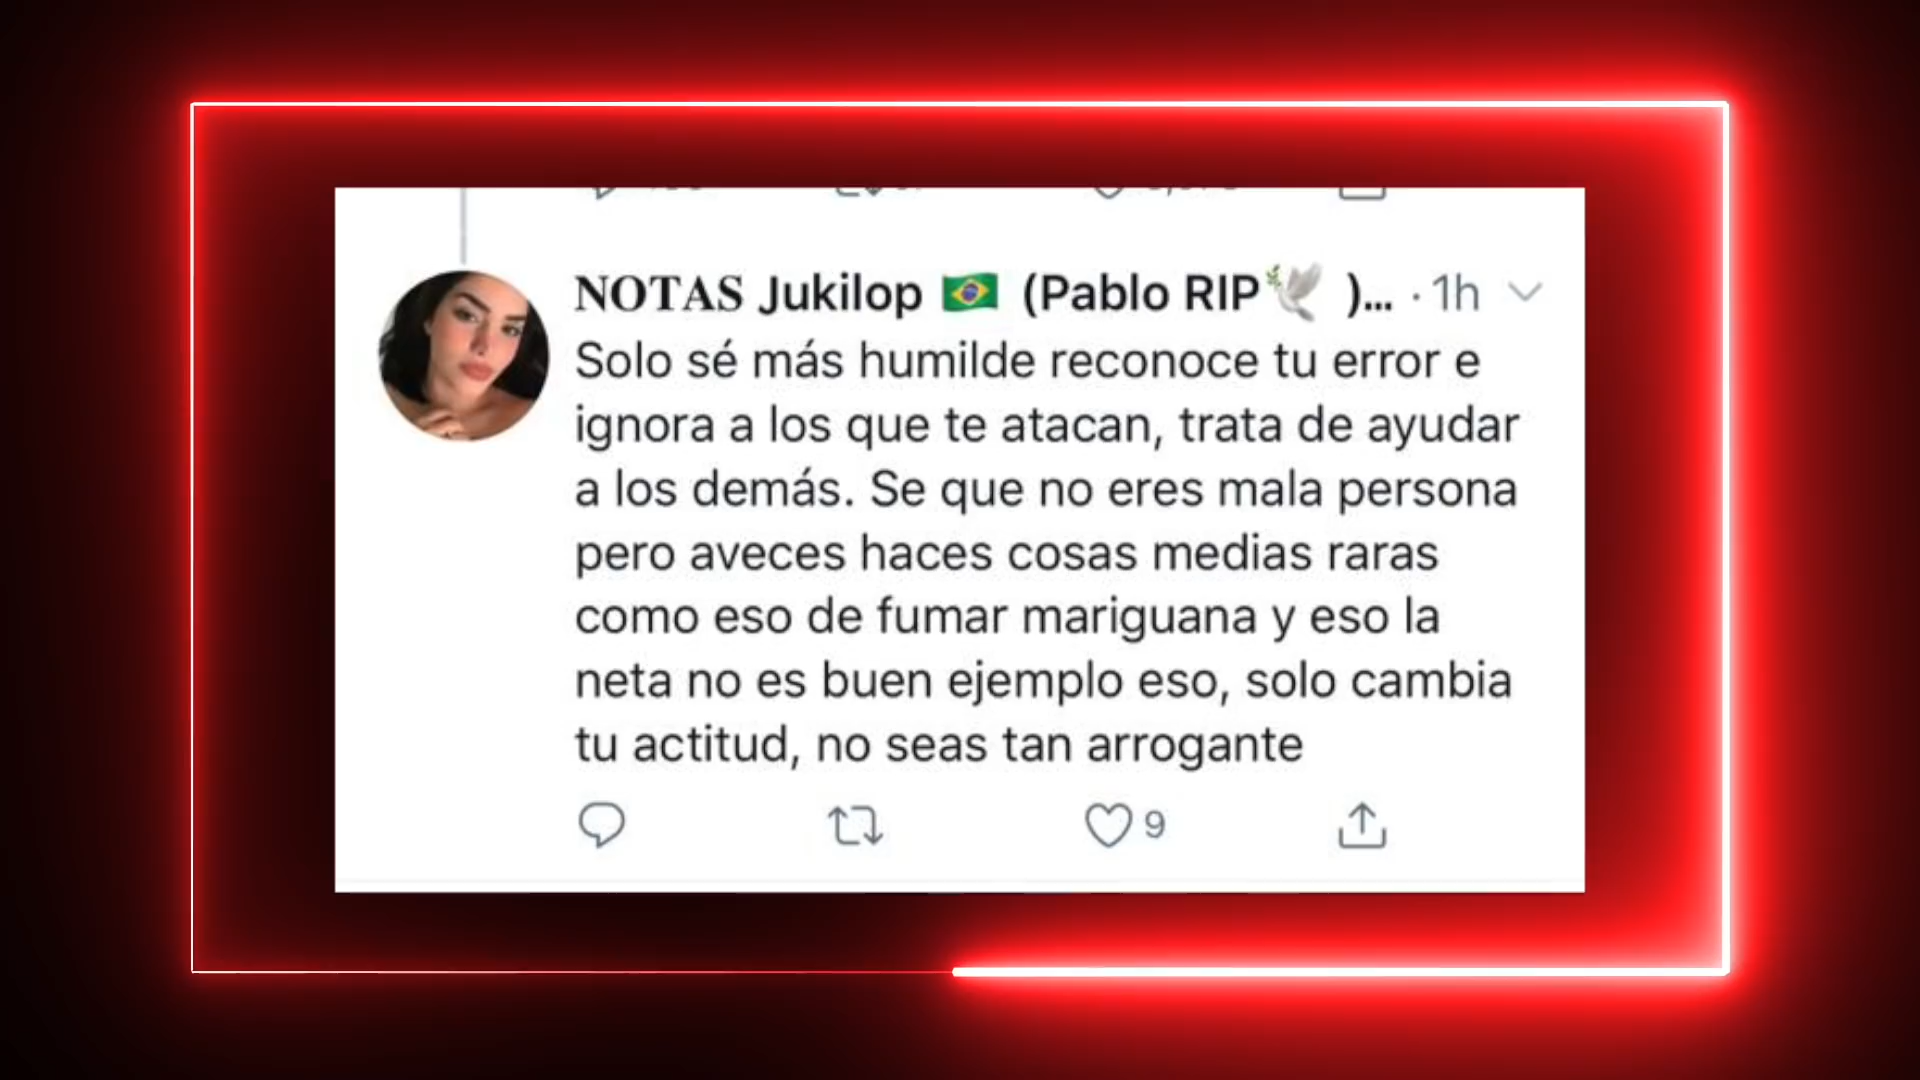 NOTAS Jukilop 🇧🇷 (Pablo RIP🕊️ )... · 1h
Solo sé más humilde reconoce tu error e
ignora a los que te atacan, trata de ayudar
a los demás. Se que no eres mala persona
pero aveces haces cosas medias raras
como eso de fumar mariguana y eso la
neta no es buen ejemplo eso, solo cambia
tu actitud, no seas tan arrogante
9